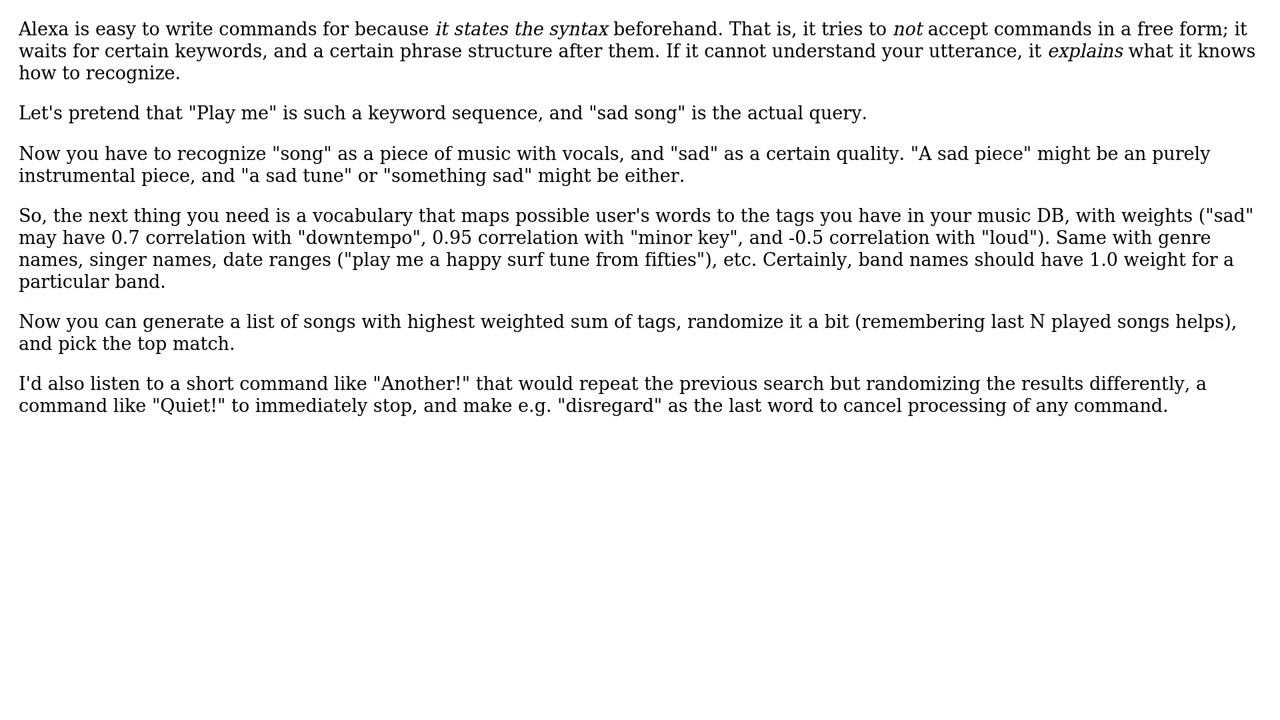 Alexa is easy to write commands for because it states the syntax beforehand. That is, it tries to not accept commands in a free form; it
waits for certain keywords, and a certain phrase structure after them. If it cannot understand your utterance, it explains what it knows
how to recognize.
Let's pretend that "Play me" is such a keyword sequence, and "sad song" is the actual query.
Now you have to recognize "song" as a piece of music with vocals, and "sad" as a certain quality. "A sad piece" might be an purely
instrumental piece, and "a sad tune" or "something sad" might be either.
So, the next thing you need is a vocabulary that maps possible user's words to the tags you have in your music DB, with weights ("sad"
may have 0.7 correlation with "downtempo", 0.95 correlation with "minor key", and -0.5 correlation with "loud"). Same with genre
names, singer names, date ranges ("play me a happy surf tune from fifties"), etc. Certainly, band names should have 1.0 weight for a
particular band.
Now you can generate a list of songs with highest weighted sum of tags, randomize it a bit (remembering last N played songs helps),
and pick the top match.
I'd also listen to a short command like "Another!" that would repeat the previous search but randomizing the results differently, a
command like "Quiet!" to immediately stop, and make e.g. "disregard" as the last word to cancel processing of any command.